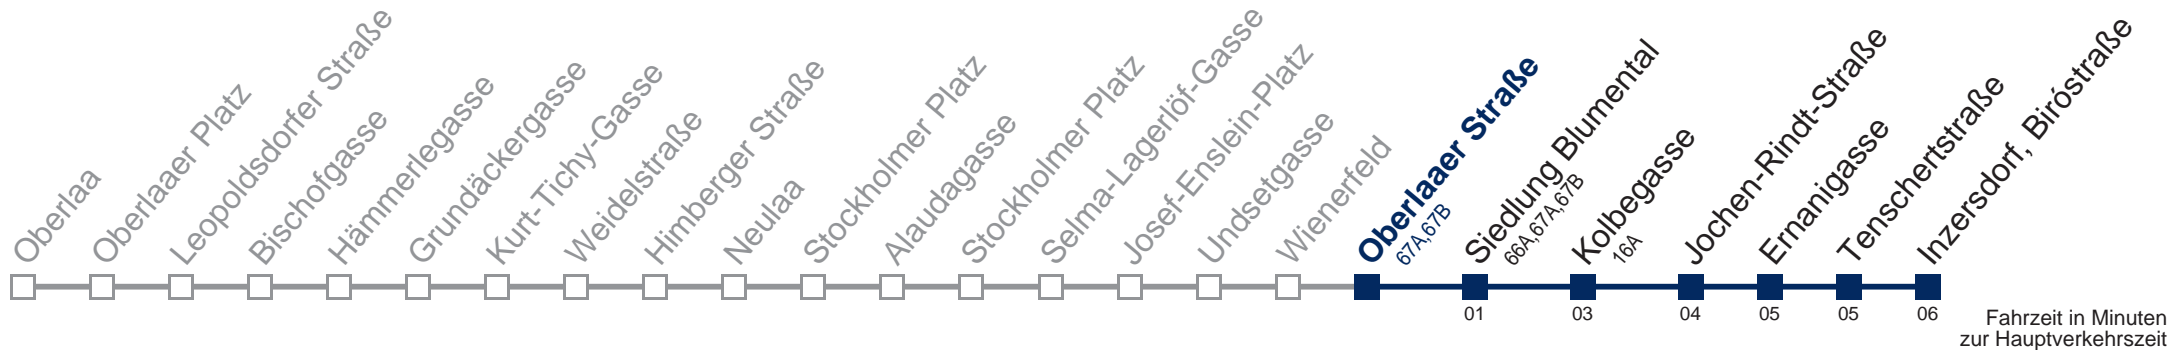 Oberlaa
Oberlaaer Platz
Leopoldsdorfer Straße
Bischofgasse
Hämmerlegasse
Grundäckergasse
Kurt-Tichy-Gasse
Weidelstraße
Himberger Straße
Neulaa
Stockholmer Platz
Alaudagasse
Stockholmer Platz
Selma-Lagerlöf-Gasse
Josef-Enslein-Platz
Undsetgasse
Wienerfeld
Oberlaaer Straße
67A,67B
Siedlung Blumental
66A,67A,67B
Kolbegasse
16A
Jochen-Rindt-Straße
Ernanigasse
Tenschertstraße
Inzersdorf, Biróstraße
01
03
04
05
05
06
Fahrzeit in Minuten
zur Hauptverkehrszeit